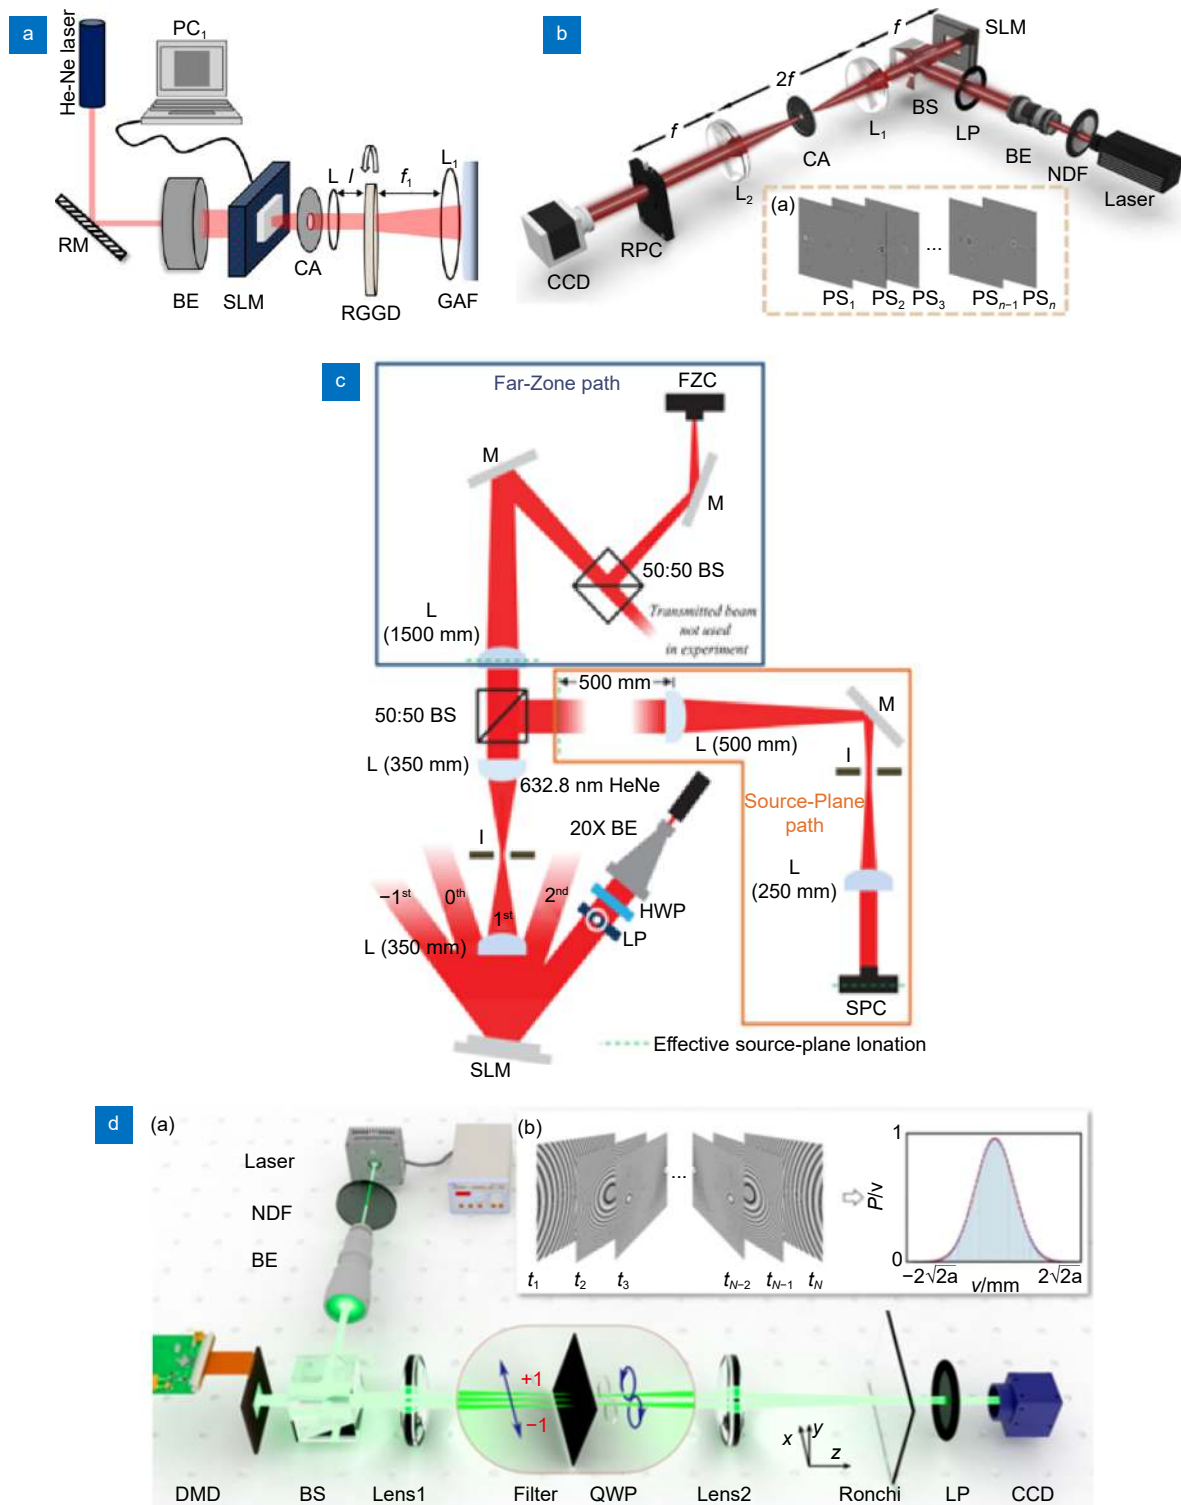 a
He-Ne laser
PC₁
RM
BE
SLM
CA
L
l
f₁
L₁
RGGD
GAF
b
f
SLM
2f
f
BS
LP
L₁
BE
CA
NDF
L₂
Laser
RPC
CCD
(a)
...
PS₁ PS₂ PS₃ PSₙ₋₁ PSₙ
c
Far-Zone path
FZC
M
M
50:50 BS
Transmitted beam
not used
in experiment
L
(1500 mm)
500 mm
50:50 BS
M
L (500 mm)
L (350 mm)
632.8 nm HeNe
I
Source-Plane
path
20X BE
I
L
(250 mm)
−1ˢᵗ
0ᵗʰ
1ˢᵗ
2ⁿᵈ
HWP
LP
L (350 mm)
SPC
SLM
Effective source-plane lonation
d
(a)
Laser
NDF
BE
(b)
...
t₁ t₂ t₃ t_{N−2} t_{N−1} t_N
1
P/v
0
−2√2a
v/mm
2√2a
+1
−1
x
y
z
DMD BS Lens1 Filter QWP Lens2 Ronchi LP CCD